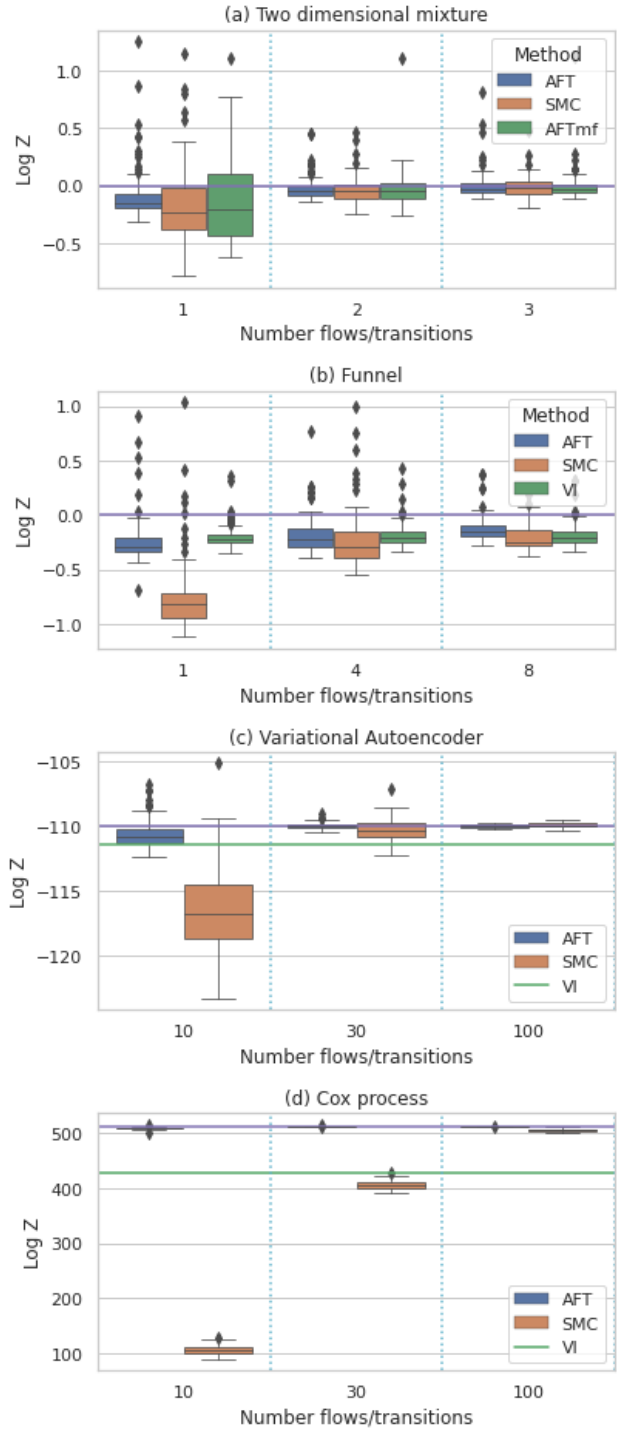 (a) Two dimensional mixture
Method
AFT
SMC
AFTmf
1.0
0.5
0.0
−0.5
Log Z
1 2 3
Number flows/transitions
(b) Funnel
Method
AFT
SMC
VI
1.0
0.5
0.0
−0.5
−1.0
Log Z
1 4 8
Number flows/transitions
(c) Variational Autoencoder
−105
−110
−115
−120
Log Z
AFT
SMC
VI
10 30 100
Number flows/transitions
(d) Cox process
500
400
300
200
100
Log Z
AFT
SMC
VI
10 30 100
Number flows/transitions